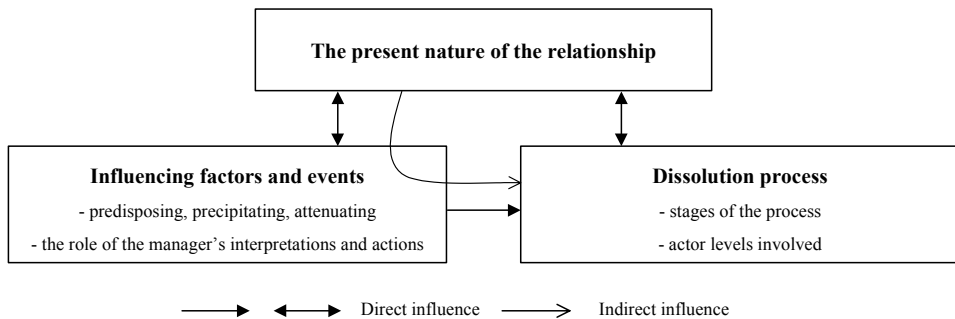 The present nature of the relationship
Influencing factors and events
- predisposing, precipitating, attenuating
- the role of the manager's interpretations and actions
Dissolution process
- stages of the process
- actor levels involved
Direct influence
Indirect influence